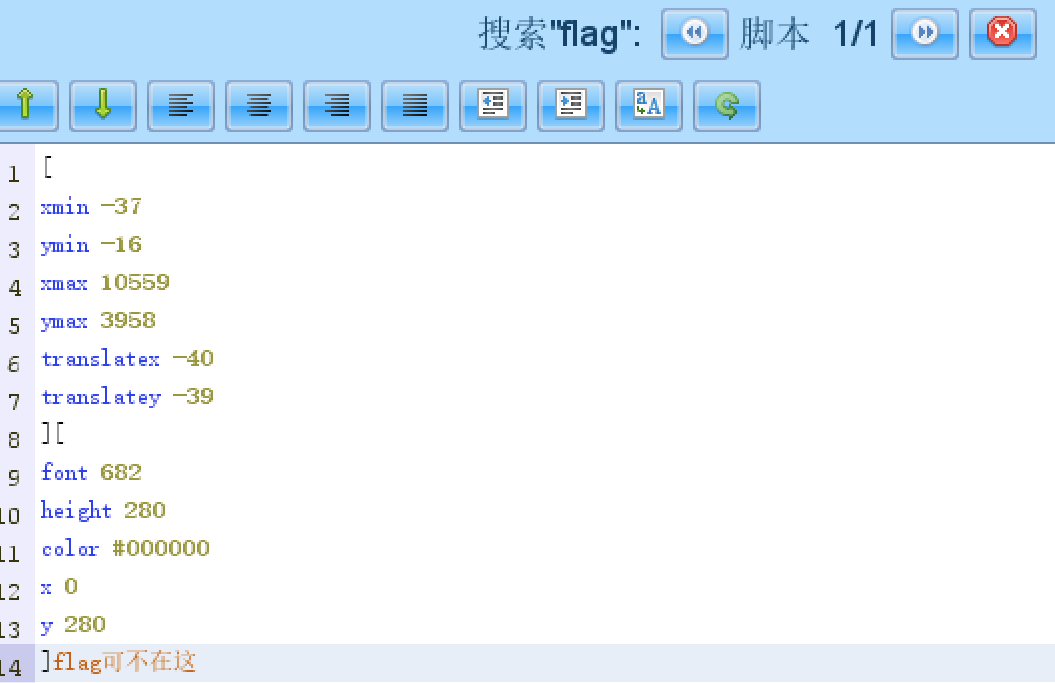 搜索"flag": 脚本 1/1
1 [
2 xmin -37
3 ymin -16
4 xmax 10559
5 ymax 3958
6 translatex -40
7 translatey -39
8 ][
9 font 682
10 height 280
11 color #000000
12 x 0
13 y 280
14 ]flag可不在这